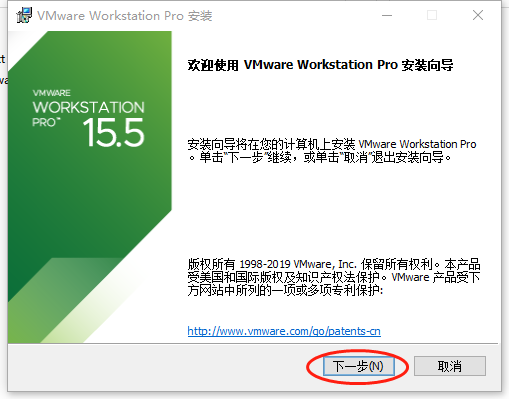 VMware Workstation Pro 安装
tt
wa
VMWARE
WORKSTATION
PRO™ 15.5
欢迎使用 VMware Workstation Pro 安装向导
安装向导将在您的计算机上安装 VMware Workstation Pro
。单击“下一步”继续，或单击“取消”退出安装向导。
版权所有 1998-2019 VMware, Inc. 保留所有权利。本产品
受美国和国际版权及知识产权法保护。VMware 产品受下
方网站中所列的一项或多项专利保护:
http://www.vmware.com/go/patents-cn
下一步(N)
取消